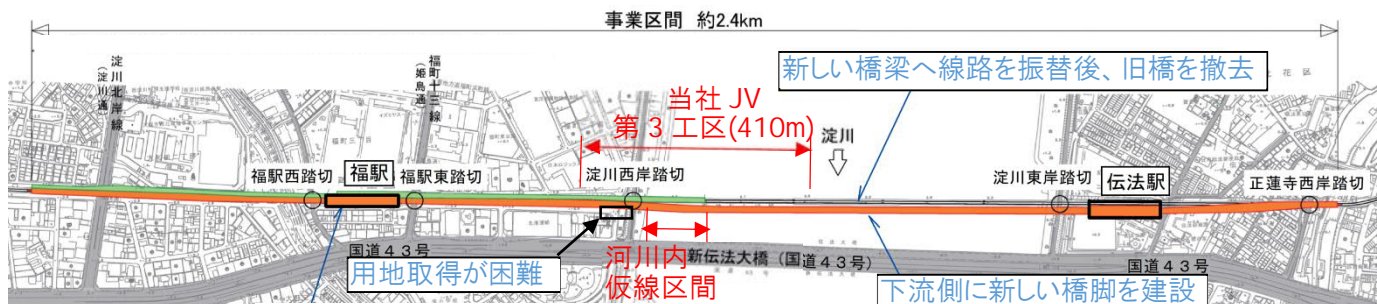 事業区間 約2.4km
淀川北岸線
(淀川通)
福町十三線
(姫島通)
新しい橋梁へ線路を振替後、旧橋を撤去
花区
当社 JV
第 3 工区(410m)
淀川
福駅西踏切
福駅
福駅東踏切
淀川西岸踏切
淀川東岸踏切
伝法駅
正蓮寺西岸踏切
国道43号
用地取得が困難
河川内
仮線区間
新伝法大橋(国道43号)
下流側に新しい橋脚を建設
国道43号